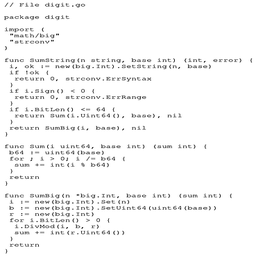 // File digit.go
package digit
import (
"math/big"
"strconv"
)
func SumString(n string, base int) (int, error) {
i, ok := new(big.Int).SetString(n, base)
if !ok {
return 0, strconv.ErrSyntax
}
if i.Sign() < 0 {
return 0, strconv.ErrRange
}
if i.BitLen() <= 64 {
return Sum(i.Uint64(), base), nil
}
return SumBig(i, base), nil
}
func Sum(i uint64, base int) (sum int) {
b64 := uint64(base)
for ; i > 0; i /= b64 {
sum += int(i % b64)
}
return
}
func SumBig(n *big.Int, base int) (sum int) {
i := new(big.Int).Set(n)
b := new(big.Int).SetUint64(uint64(base))
r := new(big.Int)
for i.BitLen() > 0 {
i.DivMod(i, b, r)
sum += int(r.Uint64())
}
return
}